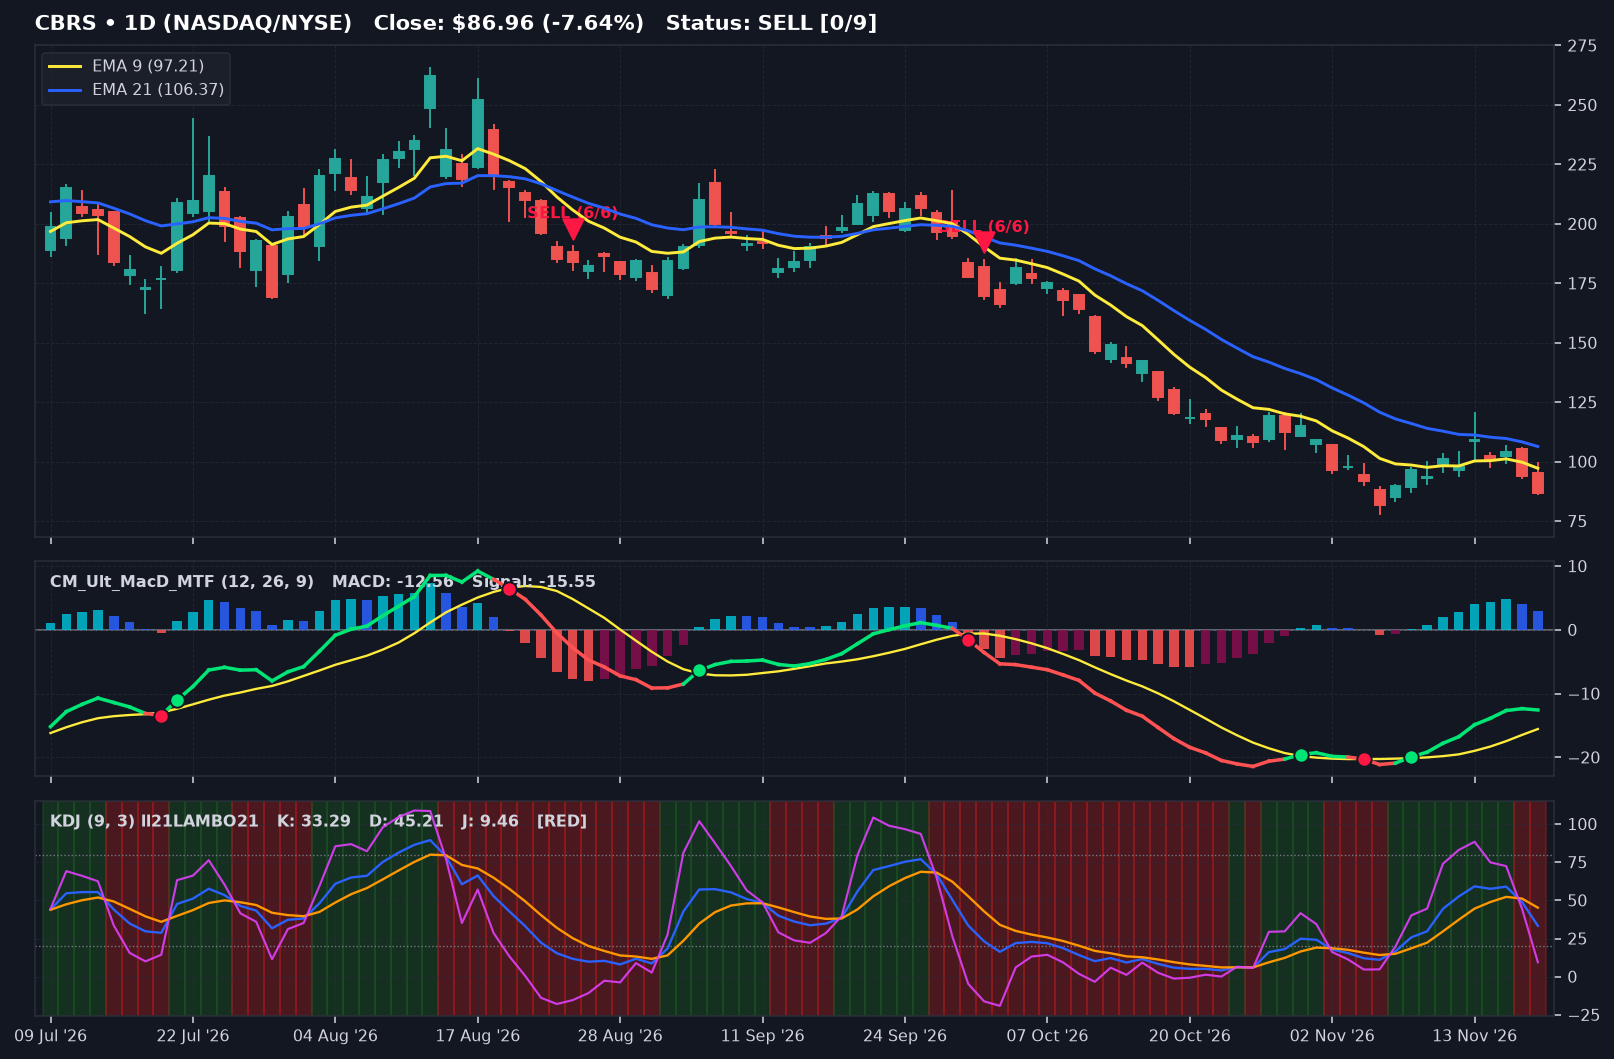 CBRS • 1D (NASDAQ/NYSE)   Close: $86.96 (-7.64%)   Status: SELL [0/9]
EMA 9 (97.21)
EMA 21 (106.37)
275
250
225
200
175
150
125
100
75
SELL (6/6)
SELL (6/6)
CM_Ult_MacD_MTF (12, 26, 9)   MACD: -12.56   Signal: -15.55
10
0
−10
−20
KDJ (9, 3) II21LAMBO21   K: 33.29   D: 45.21   J: 9.46   [RED]
100
75
50
25
0
−25
09 Jul '26
22 Jul '26
04 Aug '26
17 Aug '26
28 Aug '26
11 Sep '26
24 Sep '26
07 Oct '26
20 Oct '26
02 Nov '26
13 Nov '26